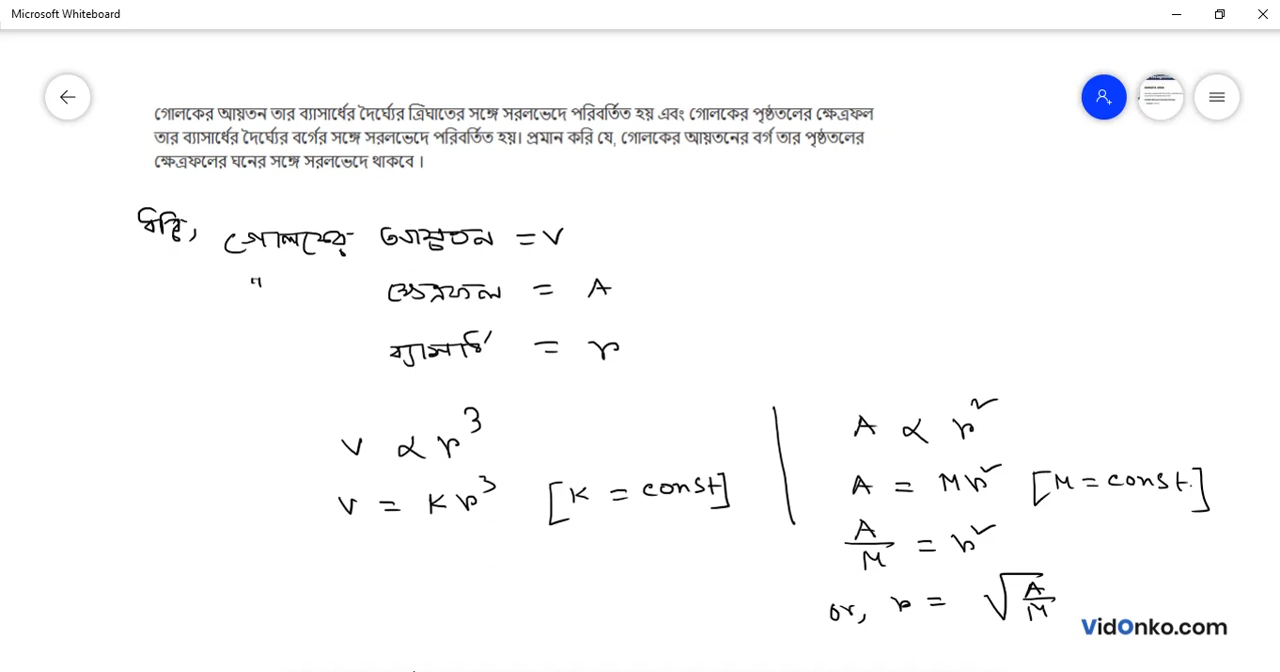 Microsoft Whiteboard
গোলকের আয়তন তার ব্যাসার্ধের দৈর্ঘ্যের ত্রিঘাতের সঙ্গে সরলভেদে পরিবর্তিত হয় এবং গোলকের পৃষ্ঠতলের ক্ষেত্রফল
তার ব্যাসার্ধের দৈর্ঘ্যের বর্গের সঙ্গে সরলভেদে পরিবর্তিত হয়। প্রমান করি যে, গোলকের আয়তনের বর্গ তার পৃষ্ঠতলের
ক্ষেত্রফলের ঘনের সঙ্গে সরলভেদে থাকবে ।
ধরি, গোলকের আয়তন = V
" ক্ষেত্রফল = A
ব্যাসার্ধ = r
V ∝ r³
V = Kr³ [K = const]
A ∝ r²
A = Mr² [M = const.]
A/M = r²
or, r = √(A/M)
VidOnko.com